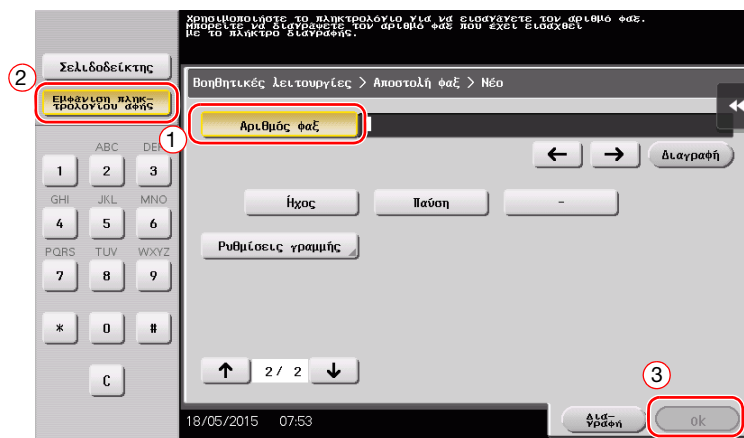 Χρησιμοποιήστε το πληκτρολόγιο για να εισαγάγετε τον αριθμό φαξ.
Μπορείτε να διαγράψετε τον αριθμό φαξ που έχει εισαχθεί
με το πλήκτρο διαγραφής.
2
Σελιδοδείκτης
Εμφάνιση πληκ-
τρολογίου αφής
Βοηθητικές λειτουργίες > Αποστολή φαξ > Νέο
1
Αριθμός φαξ
← → Διαγραφή
ABC DEF
1 2 3
GHI JKL MNO
4 5 6
PQRS TUV WXYZ
7 8 9
* 0 #
C
Ήχος Παύση -
Ρυθμίσεις γραμμής
↑ 2/ 2 ↓
3
18/05/2015 07:53
Δια-
γραφή
ok